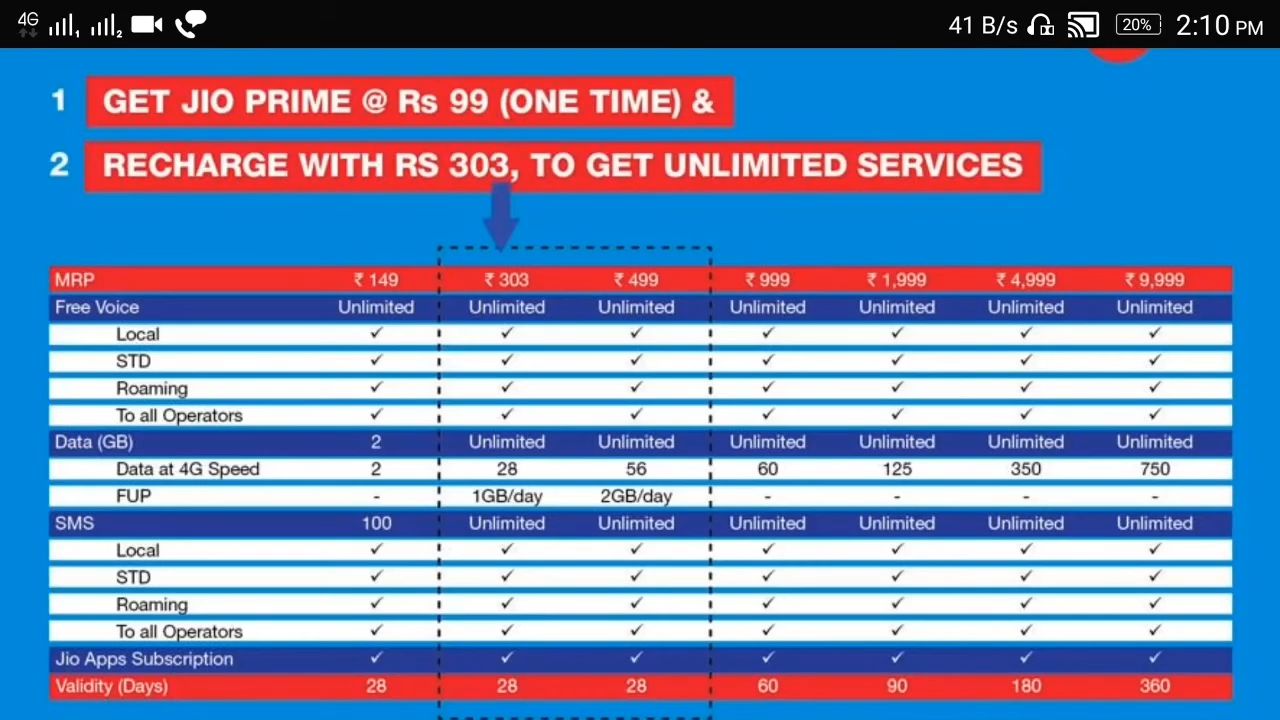 4G 1 2 41 B/s 20% 2:10 PM
1 GET JIO PRIME @ Rs 99 (ONE TIME) &
2 RECHARGE WITH RS 303, TO GET UNLIMITED SERVICES
MRP ₹ 149 ₹ 303 ₹ 499 ₹ 999 ₹ 1,999 ₹ 4,999 ₹ 9,999
Free Voice Unlimited Unlimited Unlimited Unlimited Unlimited Unlimited Unlimited
Local ✓ ✓ ✓ ✓ ✓ ✓ ✓
STD ✓ ✓ ✓ ✓ ✓ ✓ ✓
Roaming ✓ ✓ ✓ ✓ ✓ ✓ ✓
To all Operators ✓ ✓ ✓ ✓ ✓ ✓ ✓
Data (GB) 2 Unlimited Unlimited Unlimited Unlimited Unlimited Unlimited
Data at 4G Speed 2 28 56 60 125 350 750
FUP - 1GB/day 2GB/day - - - -
SMS 100 Unlimited Unlimited Unlimited Unlimited Unlimited Unlimited
Local ✓ ✓ ✓ ✓ ✓ ✓ ✓
STD ✓ ✓ ✓ ✓ ✓ ✓ ✓
Roaming ✓ ✓ ✓ ✓ ✓ ✓ ✓
To all Operators ✓ ✓ ✓ ✓ ✓ ✓ ✓
Jio Apps Subscription ✓ ✓ ✓ ✓ ✓ ✓ ✓
Validity (Days) 28 28 28 60 90 180 360